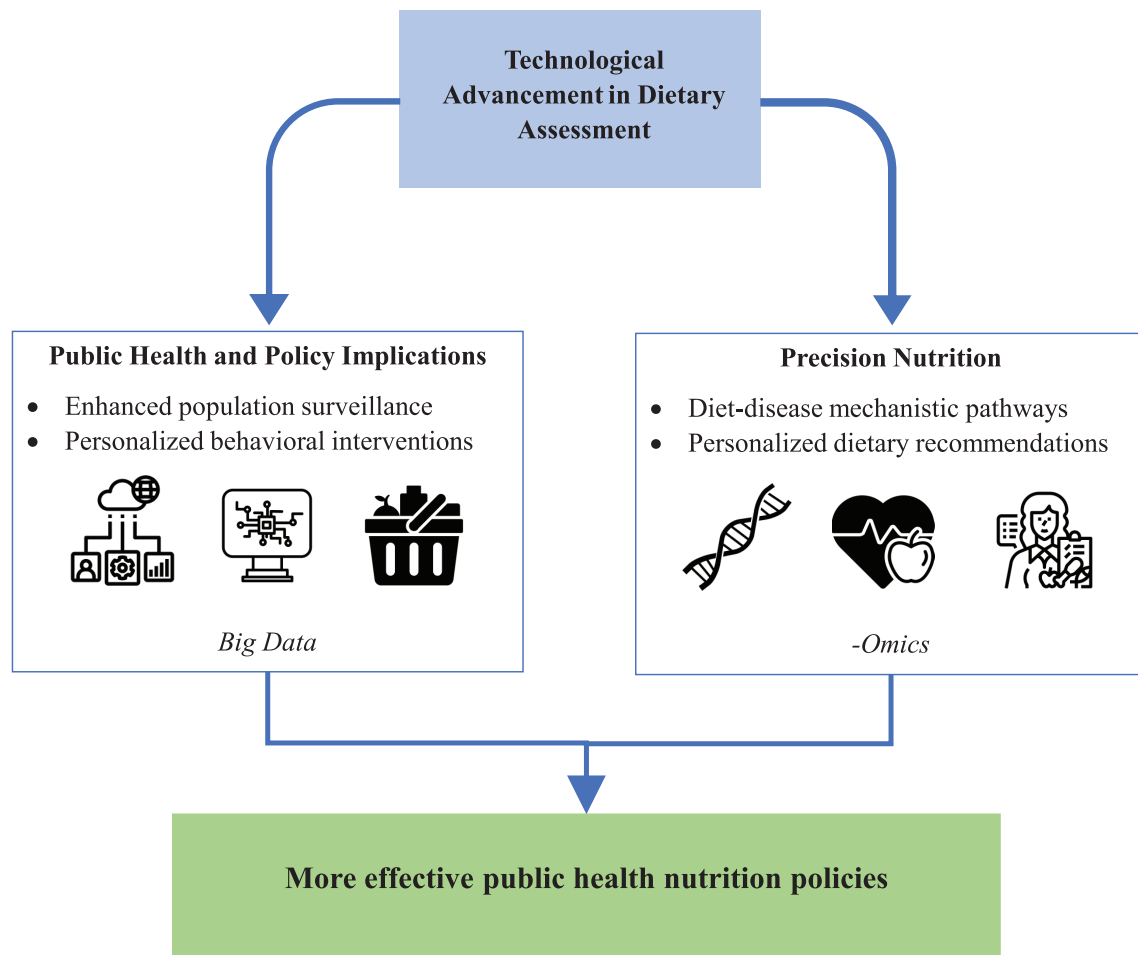 Technological
Advancement in Dietary
Assessment
Public Health and Policy Implications
• Enhanced population surveillance
• Personalized behavioral interventions
Big Data
Precision Nutrition
• Diet-disease mechanistic pathways
• Personalized dietary recommendations
-Omics
More effective public health nutrition policies